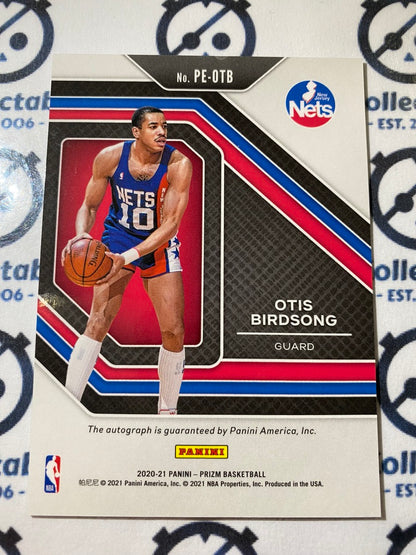 No. PE-OTB
New Jersey
Nets
NETS
10
OTIS
BIRDSONG
GUARD
The autograph is guaranteed by Panini America, Inc.
PANINI
2020-21 PANINI – PRIZM BASKETBALL
帕尼尼 © 2021 Panini America, Inc. © 2021 NBA Properties, Inc. Produced in the USA.
NBA